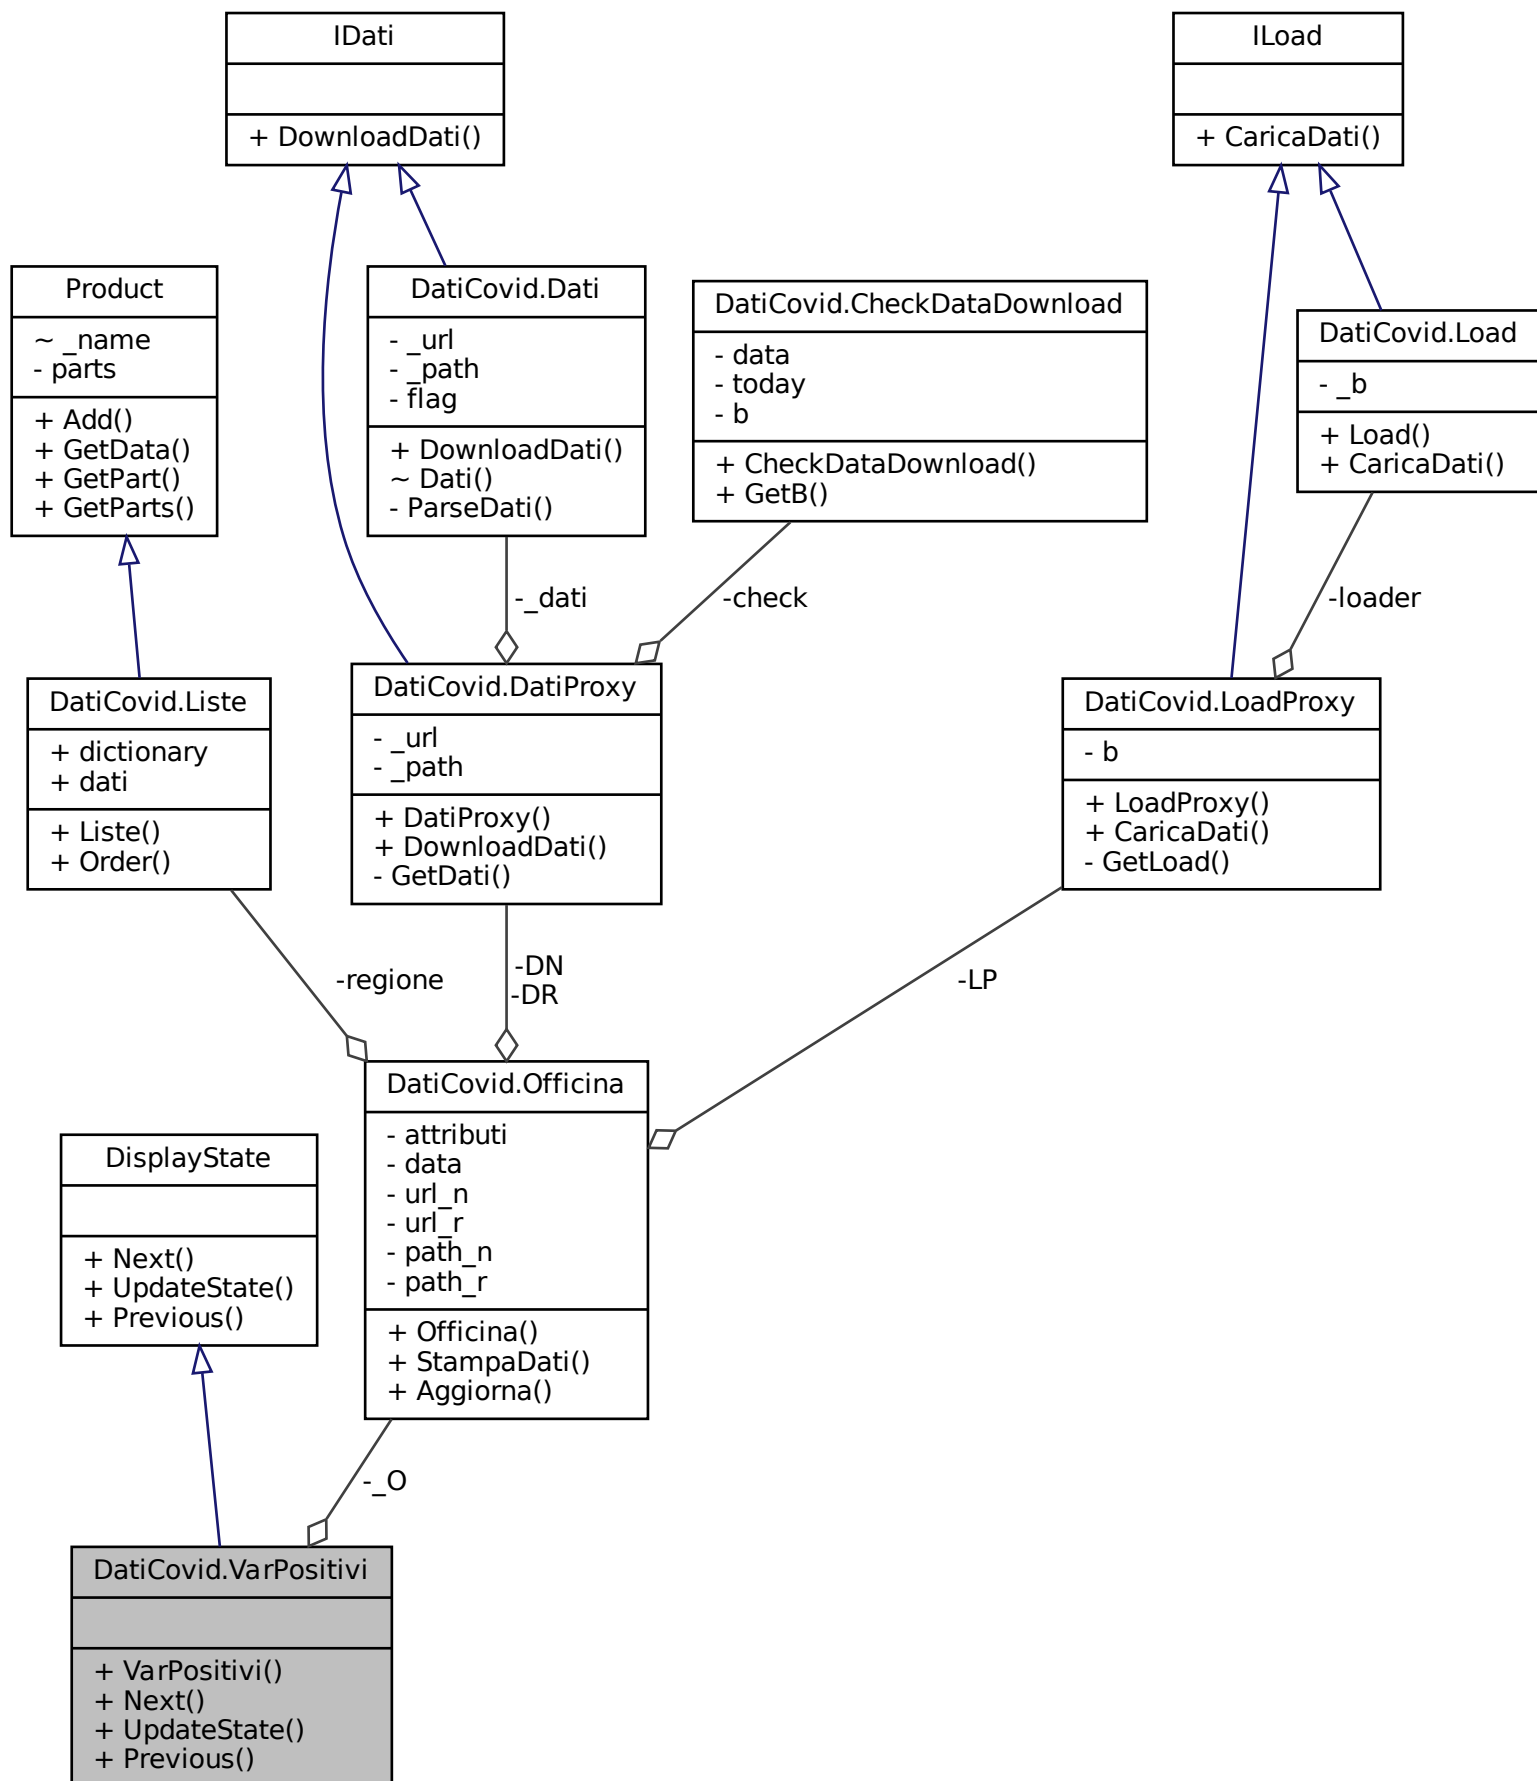 IDati
+ DownloadDati()
ILoad
+ CaricaDati()
Product
~ _name
- parts
+ Add()
+ GetData()
+ GetPart()
+ GetParts()
DatiCovid.Dati
- _url
- _path
- flag
+ DownloadDati()
~ Dati()
- ParseDati()
DatiCovid.CheckDataDownload
- data
- today
- b
+ CheckDataDownload()
+ GetB()
DatiCovid.Load
- _b
+ Load()
+ CaricaDati()
-_dati
-check
-loader
DatiCovid.Liste
+ dictionary
+ dati
+ Liste()
+ Order()
DatiCovid.DatiProxy
- _url
- _path
+ DatiProxy()
+ DownloadDati()
- GetDati()
DatiCovid.LoadProxy
- b
+ LoadProxy()
+ CaricaDati()
- GetLoad()
-regione
-DN
-DR
-LP
DatiCovid.Officina
- attributi
- data
- url_n
- url_r
- path_n
- path_r
+ Officina()
+ StampaDati()
+ Aggiorna()
DisplayState
+ Next()
+ UpdateState()
+ Previous()
-_O
DatiCovid.VarPositivi
+ VarPositivi()
+ Next()
+ UpdateState()
+ Previous()